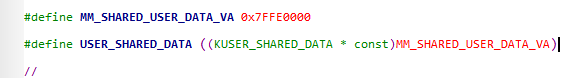 #define MM_SHARED_USER_DATA_VA 0x7FFE0000
#define USER_SHARED_DATA ((KUSER_SHARED_DATA * const)MM_SHARED_USER_DATA_VA)
//